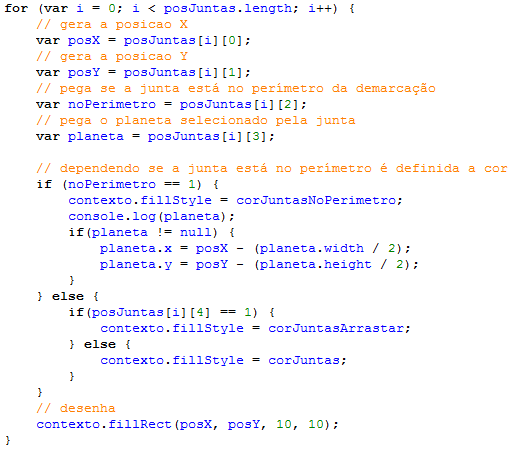 for (var i = 0; i < posJuntas.length; i++) {
    // gera a posicao X
    var posX = posJuntas[i][0];
    // gera a posicao Y
    var posY = posJuntas[i][1];
    // pega se a junta está no perímetro da demarcação
    var noPerimetro = posJuntas[i][2];
    // pega o planeta selecionado pela junta
    var planeta = posJuntas[i][3];

    // dependendo se a junta está no perímetro é definida a cor
    if (noPerimetro == 1) {
        contexto.fillStyle = corJuntasNoPerimetro;
        console.log(planeta);
        if(planeta != null) {
            planeta.x = posX - (planeta.width / 2);
            planeta.y = posY - (planeta.height / 2);
        }
    } else {
        if(posJuntas[i][4] == 1) {
            contexto.fillStyle = corJuntasArrastar;
        } else {
            contexto.fillStyle = corJuntas;
        }
    }
    // desenha
    contexto.fillRect(posX, posY, 10, 10);
}